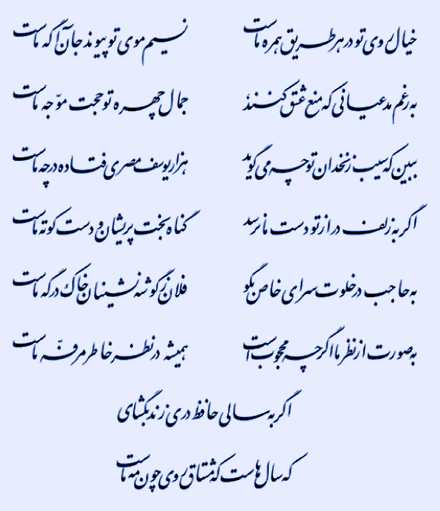 خیال روی تو در هر طریق همره ماست نسیم موی تو پیوند جان آگه ماست
به رغم مدعیانی که منع عشق کنند جمال چهره تو حجت موجه ماست
ببین که سیب زنخدان تو چه می‌گوید هزار یوسف مصری فتاده در چه ماست
اگر به زلف دراز تو دست ما نرسد گناه بخت پریشان و دست کوته ماست
به حاجب در خلوت سرای خاص بگو فلان ز گوشه نشینان خاک درگه ماست
به صورت از نظر ما اگر چه محجوب است همیشه در نظر خاطر مرفه ماست
اگر به سالی حافظ دری زند بگشای
که سال‌هاست که مشتاق روی چون مه ماست